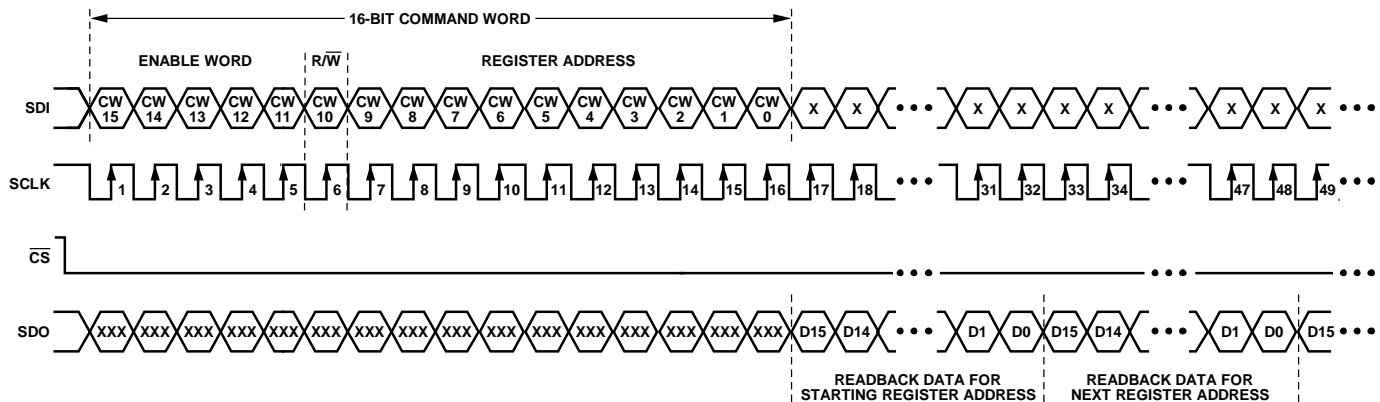 16-BIT COMMAND WORD
ENABLE WORD R/W̅ REGISTER ADDRESS
SDI CW 15 CW 14 CW 13 CW 12 CW 11 CW 10 CW 9 CW 8 CW 7 CW 6 CW 5 CW 4 CW 3 CW 2 CW 1 CW 0 X X ••• X X X X ••• X X X •••
SCLK 1 2 3 4 5 6 7 8 9 10 11 12 13 14 15 16 17 18 ••• 31 32 33 34 ••• 47 48 49 •••
C̅S̅ ••• ••• •••
SDO XXX XXX XXX XXX XXX XXX XXX XXX XXX XXX XXX XXX XXX XXX XXX XXX D15 D14 ••• D1 D0 D15 D14 ••• D1 D0 D15 •••
READBACK DATA FOR
STARTING REGISTER ADDRESS
READBACK DATA FOR
NEXT REGISTER ADDRESS